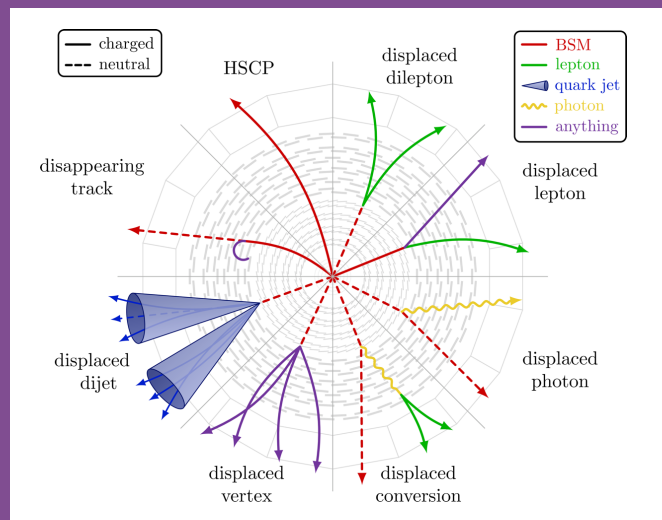 charged
neutral
HSCP
displaced
dilepton
BSM
lepton
quark jet
photon
anything
disappearing
track
displaced
lepton
displaced
dijet
displaced
photon
displaced
vertex
displaced
conversion